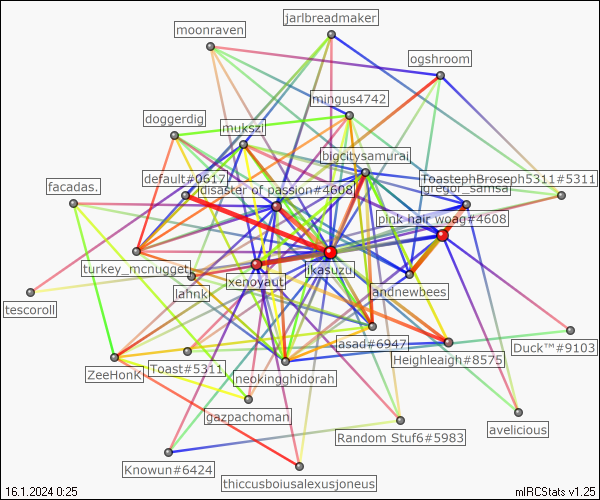 jarlbreadmaker
moonraven
ogshroom
mingus4742
doggerdig
mukszi
bigcitysamurai
default#0617
ToastephBroseph5311#5311
facadas.
disaster of passion#4608
gregor_samsa
pink hair woag#4608
turkey_mcnugget
ikasuzu
xenovaut
lahnk
andnewbees
tescoroll
asad#6947
Duck™#9103
Heighleaigh#8575
ZeeHonK
Toast#5311
neokingghidorah
gazpachoman
avelicious
Random Stuf6#5983
Knowun#6424
thiccusboiusalexusjoneus
16.1.2024 0:25
mIRCStats v1.25